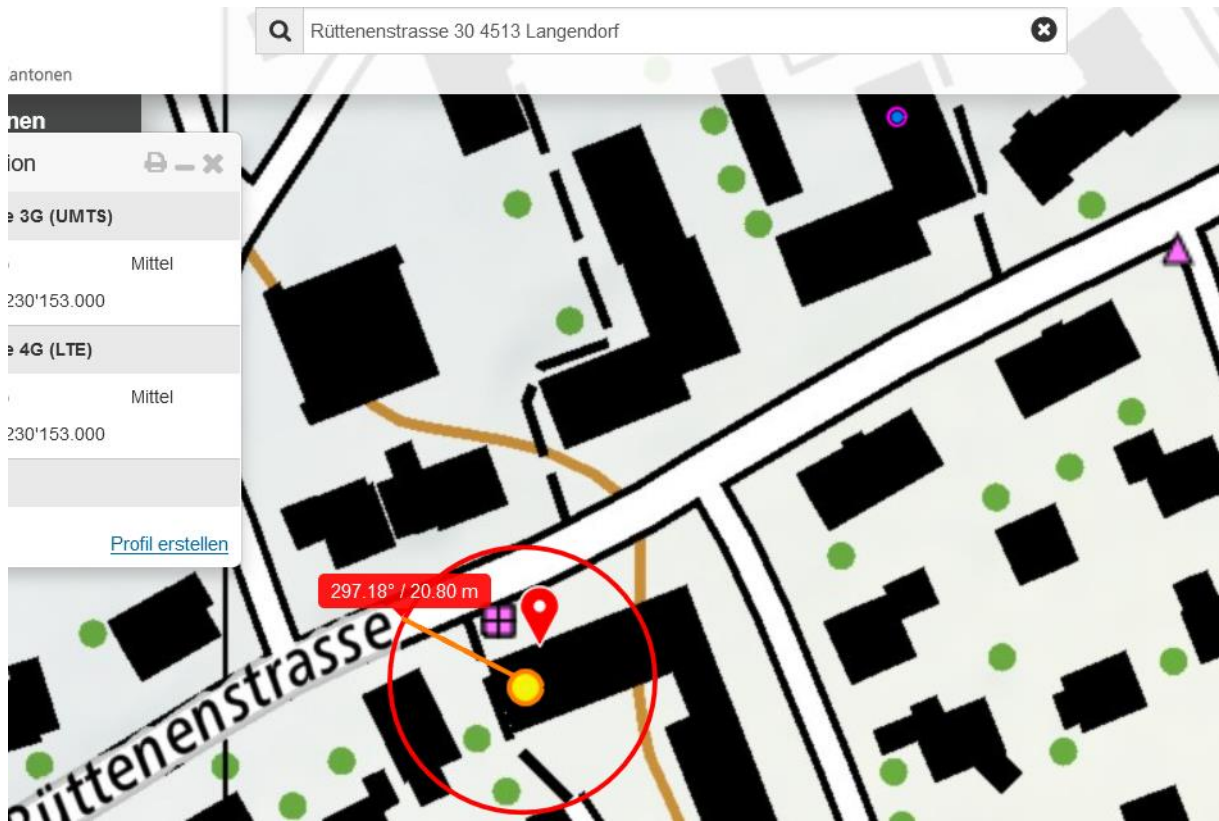 Rüttenenstrasse 30 4513 Langendorf
antonen
nen
ion
e 3G (UMTS)
Mittel
230'153.000
e 4G (LTE)
Mittel
230'153.000
Profil erstellen
297.18° / 20.80 m
Rüttenenstrasse